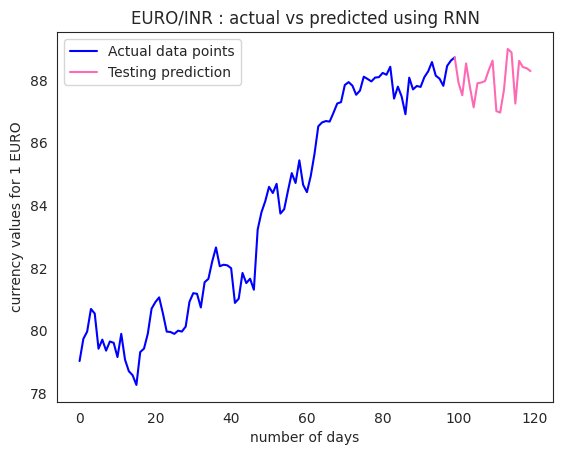 EURO/INR : actual vs predicted using RNN
Actual data points
Testing prediction
currency values for 1 EURO
88
86
84
82
80
78
0 20 40 60 80 100 120
number of days